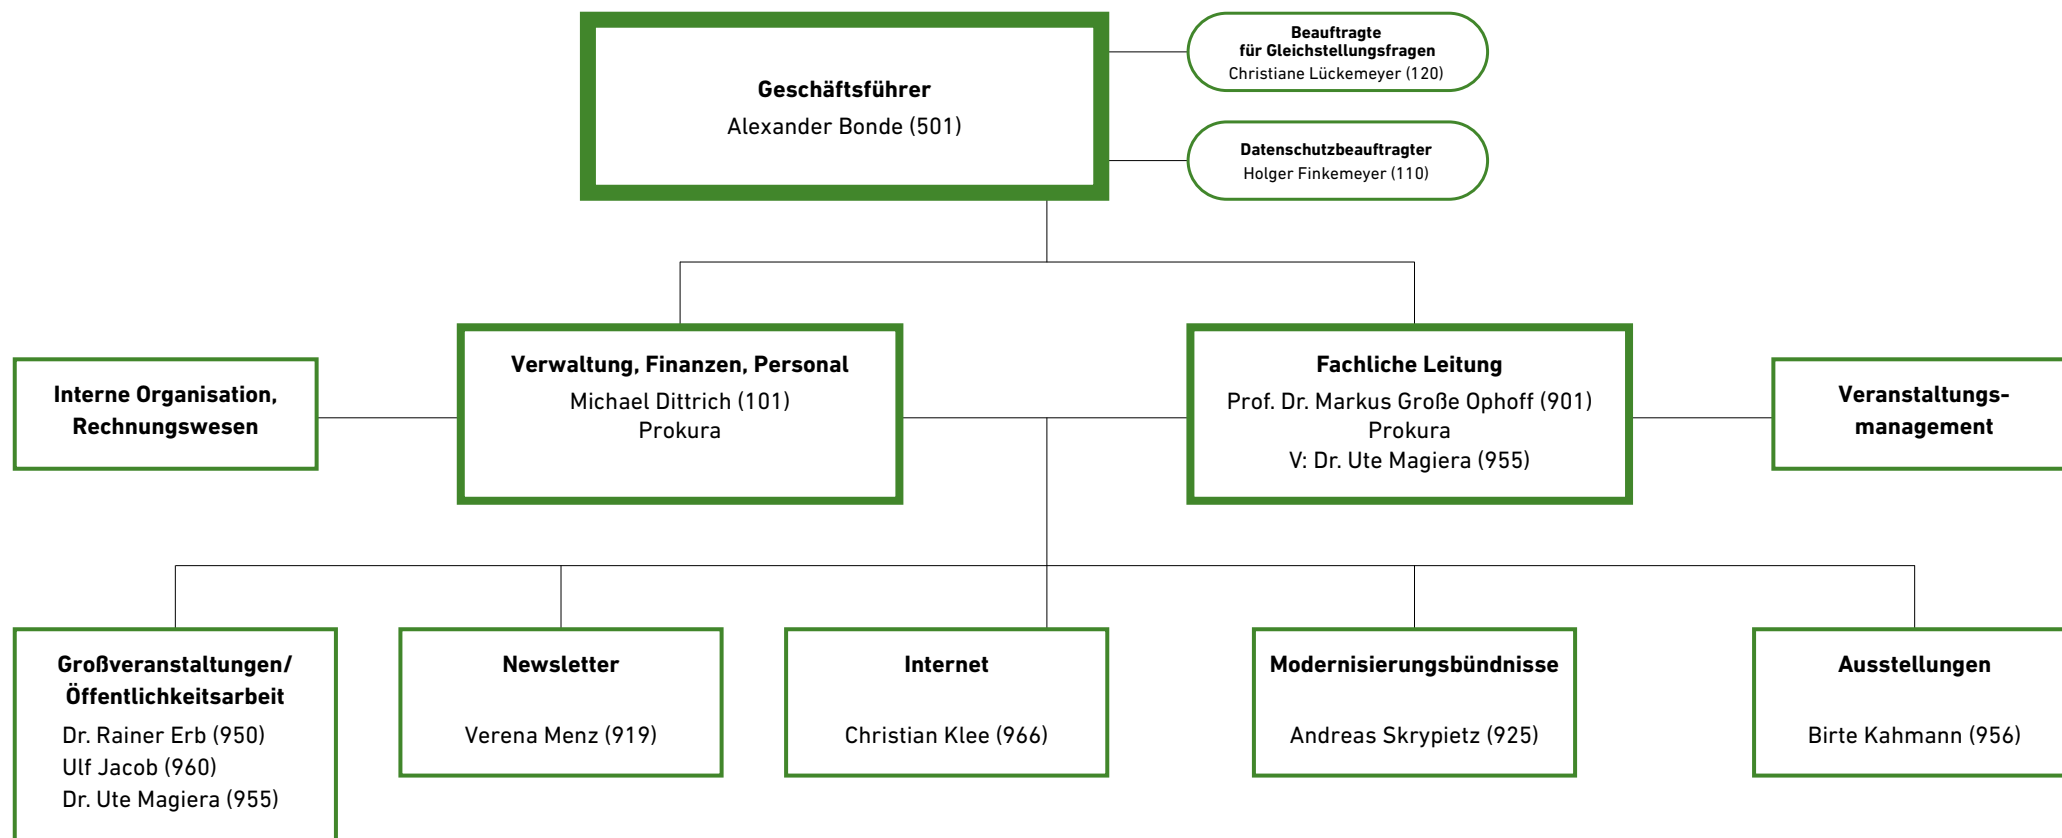 Geschäftsführer
Alexander Bonde (501)
Beauftragte
für Gleichstellungsfragen
Christiane Lückemeyer (120)
Datenschutzbeauftragter
Holger Finkemeyer (110)
Interne Organisation,
Rechnungswesen
Verwaltung, Finanzen, Personal
Michael Dittrich (101)
Prokura
Fachliche Leitung
Prof. Dr. Markus Große Ophoff (901)
Prokura
V: Dr. Ute Magiera (955)
Veranstaltungs-
management
Großveranstaltungen/
Öffentlichkeitsarbeit
Dr. Rainer Erb (950)
Ulf Jacob (960)
Dr. Ute Magiera (955)
Newsletter
Verena Menz (919)
Internet
Christian Klee (966)
Modernisierungsbündnisse
Andreas Skrypietz (925)
Ausstellungen
Birte Kahmann (956)